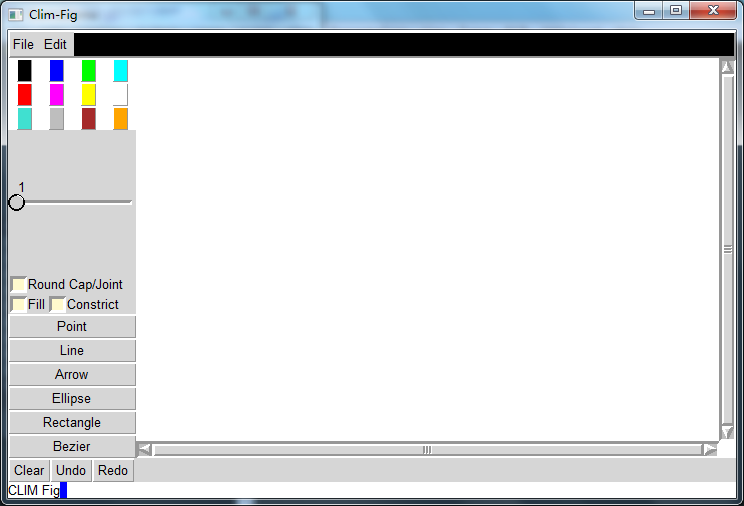 Clim-Fig
File Edit
1
Round Cap/Joint
Fill Constrict
Point
Line
Arrow
Ellipse
Rectangle
Bezier
Clear Undo Redo
CLIM Fig